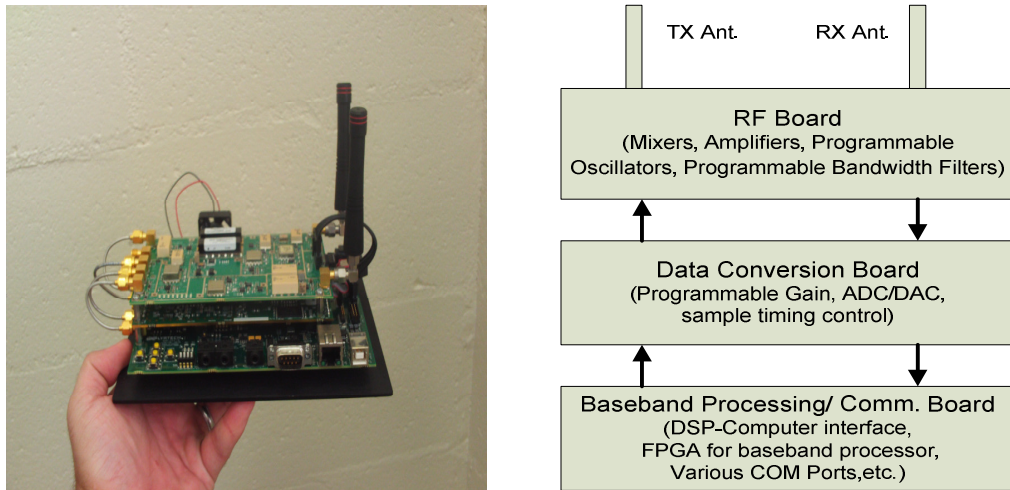 TX Ant.
RX Ant.
RF Board
(Mixers, Amplifiers, Programmable
Oscillators, Programmable Bandwidth Filters)
Data Conversion Board
(Programmable Gain, ADC/DAC,
sample timing control)
Baseband Processing/ Comm. Board
(DSP-Computer interface,
FPGA for baseband processor,
Various COM Ports,etc.)